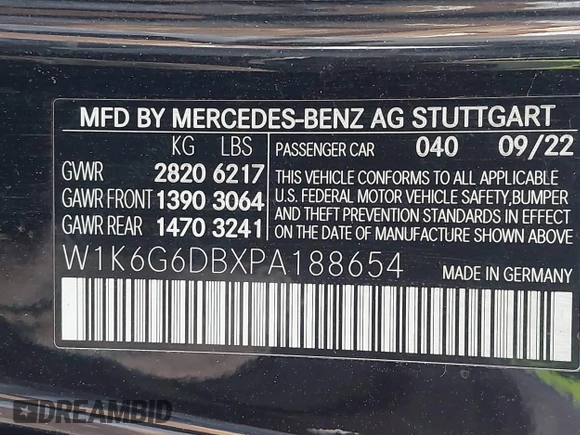 MFD BY MERCEDES-BENZ AG STUTTGART
KG LBS PASSENGER CAR 040 09/22
GVWR 2820 6217
GAWR FRONT 1390 3064
GAWR REAR 1470 3241
THIS VEHICLE CONFORMS TO ALL APPLICABLE
U.S. FEDERAL MOTOR VEHICLE SAFETY,BUMPER
AND THEFT PREVENTION STANDARDS IN EFFECT
ON THE DATE OF MANUFACTURE SHOWN ABOVE.
W1K6G6DBXPA188654 MADE IN GERMANY
DREAMBID